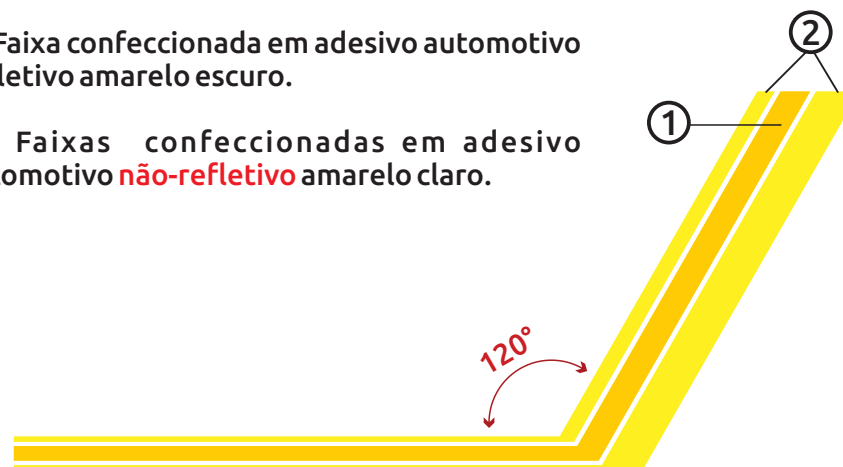 Faixa confeccionada em adesivo automotivo
letivo amarelo escuro.
Faixas confeccionadas em adesivo
omotivo não-refletivo amarelo claro.
2
1
120°